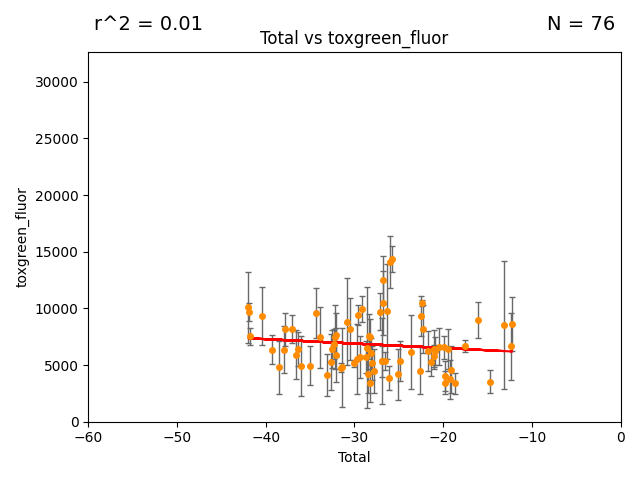 r^2 = 0.01
N = 76
Total vs toxgreen_fluor
30000
25000
20000
15000
10000
5000
0
toxgreen_fluor
−60
−50
−40
−30
−20
−10
0
Total